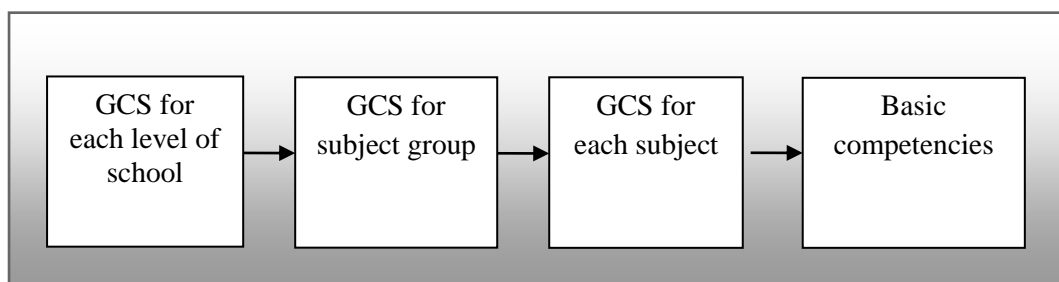 GCS for
each level of
school
GCS for
subject group
GCS for
each subject
Basic
competencies